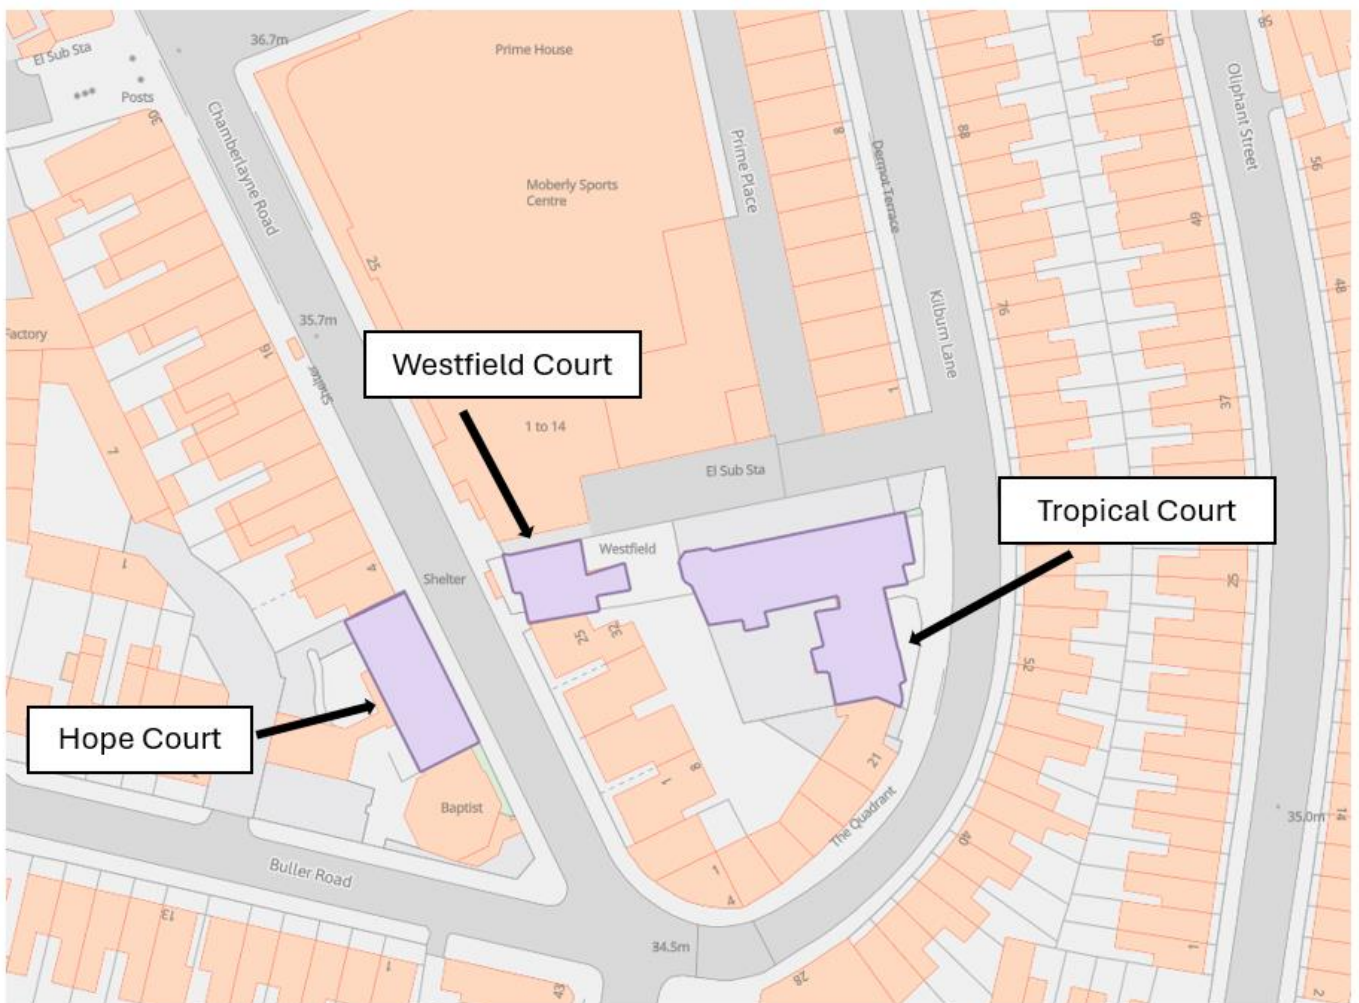 El Sub Sta
36.7m
Prime House
61
58
Posts
30
Chamberlayne Road
Moberly Sports
Centre
Prime Place
8
Dermot Terrace
88
Oliphant Street
56
49
25
48
Factory
35.7m
76
Kilburn Lane
16
Shelter
Westfield Court
1
37
7
1 to 14
El Sub Sta
Tropical Court
Westfield
1
4
Shelter
25
32
52
Hope Court
8
1
21
Baptist
The Quadrant
35.0m
14
40
Buller Road
1
4
13
34.5m
1
1
28
43
2